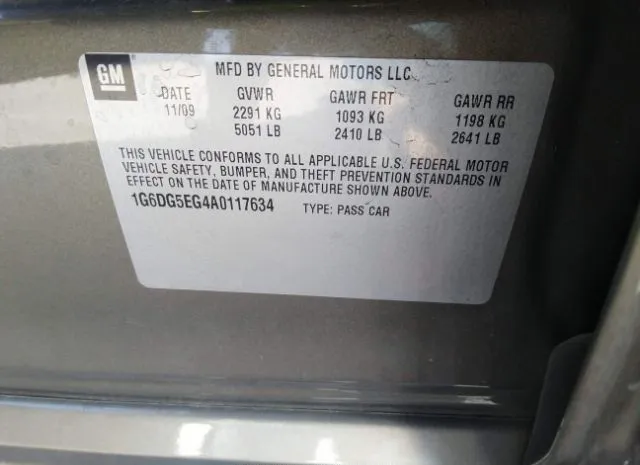 GM
MFD BY GENERAL MOTORS LLC
DATE GVWR GAWR FRT GAWR RR
11/09 2291 KG 1093 KG 1198 KG
5051 LB 2410 LB 2641 LB
THIS VEHICLE CONFORMS TO ALL APPLICABLE U.S. FEDERAL MOTOR
VEHICLE SAFETY, BUMPER, AND THEFT PREVENTION STANDARDS IN
EFFECT ON THE DATE OF MANUFACTURE SHOWN ABOVE.
1G6DG5EG4A0117634 TYPE: PASS CAR